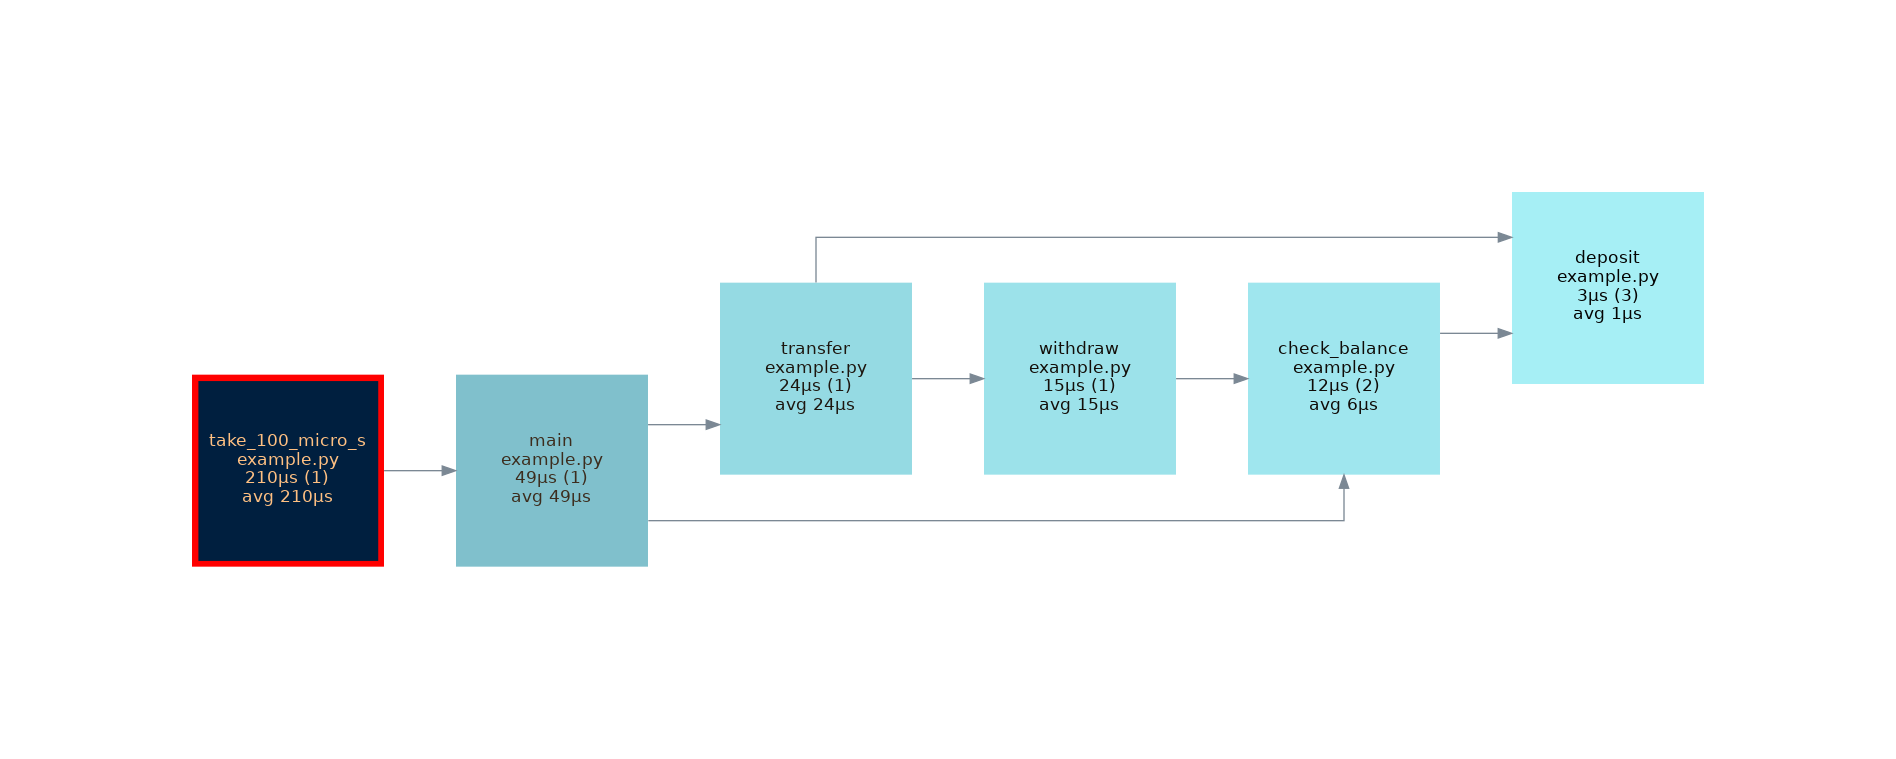 take_100_micro_s
example.py
210µs (1)
avg 210µs
main
example.py
49µs (1)
avg 49µs
transfer
example.py
24µs (1)
avg 24µs
withdraw
example.py
15µs (1)
avg 15µs
check_balance
example.py
12µs (2)
avg 6µs
deposit
example.py
3µs (3)
avg 1µs